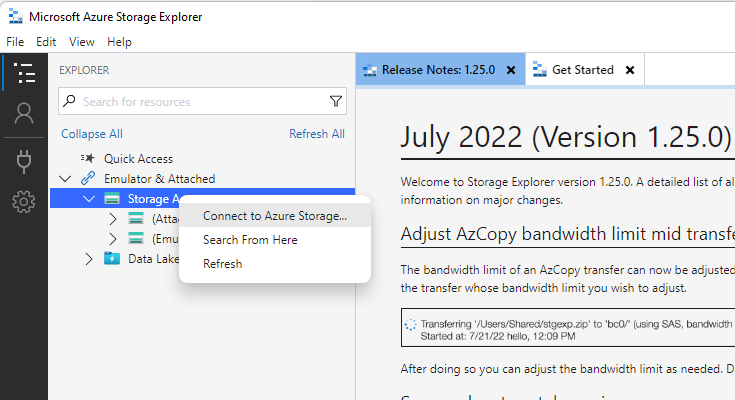 Microsoft Azure Storage Explorer
File Edit View Help
EXPLORER
Search for resources
Collapse All Refresh All
Quick Access
Emulator & Attached
Storage A
(Attac
(Emu
Data Lake
Connect to Azure Storage...
Search From Here
Refresh
Release Notes: 1.25.0 Get Started
July 2022 (Version 1.25.0)
Welcome to Storage Explorer version 1.25.0. A detailed list of al
information on major changes.
Adjust AzCopy bandwidth limit mid transfe
The bandwidth limit of an AzCopy transfer can now be adjusted
the transfer whose bandwidth limit you wish to adjust.
Transferring '/Users/Shared/stgexp.zip' to 'bc0/' (using SAS, bandwidth
Started at: 7/21/22 hello, 12:09 PM
After doing so you can adjust the bandwidth limit as needed. D